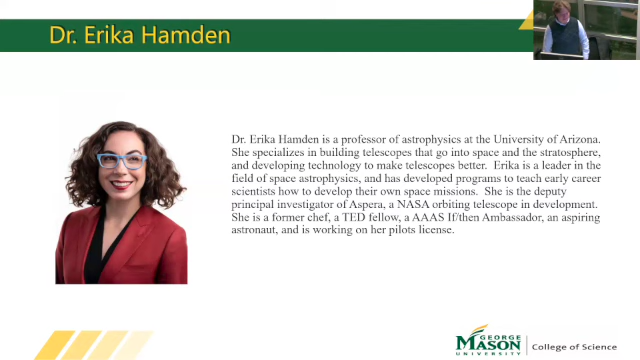 Dr. Erika Hamden
Dr. Erika Hamden is a professor of astrophysics at the University of Arizona.
She specializes in building telescopes that go into space and the stratosphere,
and developing technology to make telescopes better.  Erika is a leader in the
field of space astrophysics, and has developed programs to teach early career
scientists how to develop their own space missions.  She is the deputy
principal investigator of Aspera, a NASA orbiting telescope in development.
She is a former chef, a TED fellow, a AAAS If/then Ambassador, an aspiring
astronaut, and is working on her pilots license.
GEORGE
MASON
UNIVERSITY
College of Science